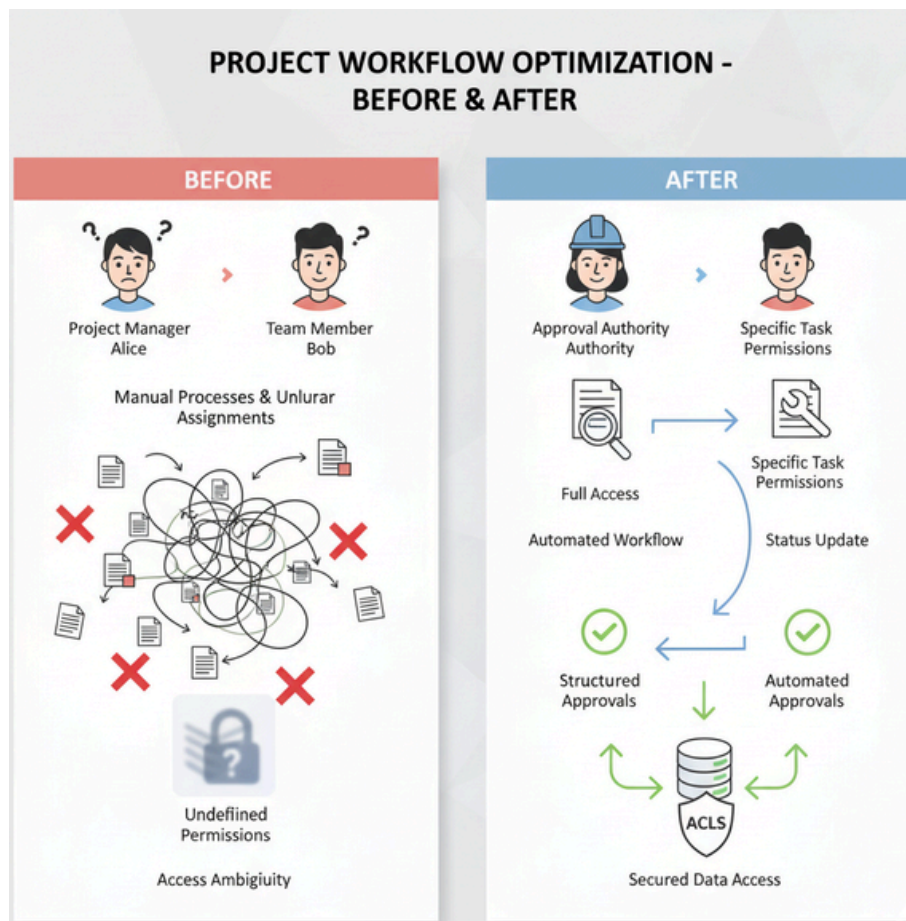 PROJECT WORKFLOW OPTIMIZATION -
BEFORE & AFTER
BEFORE
?
?
?
Project Manager
Alice
Team Member
Bob
Manual Processes & Unlurar
Assignments
?
Undefiined
Permissions
Access Ambigiuity
AFTER
Approval Authority
Authority
Specific Task
Permissions
Full Access
Specific Task
Permissions
Automated Workflow
Status Update
Structured
Approvals
Automated
Approvals
ACLS
Secured Data Access